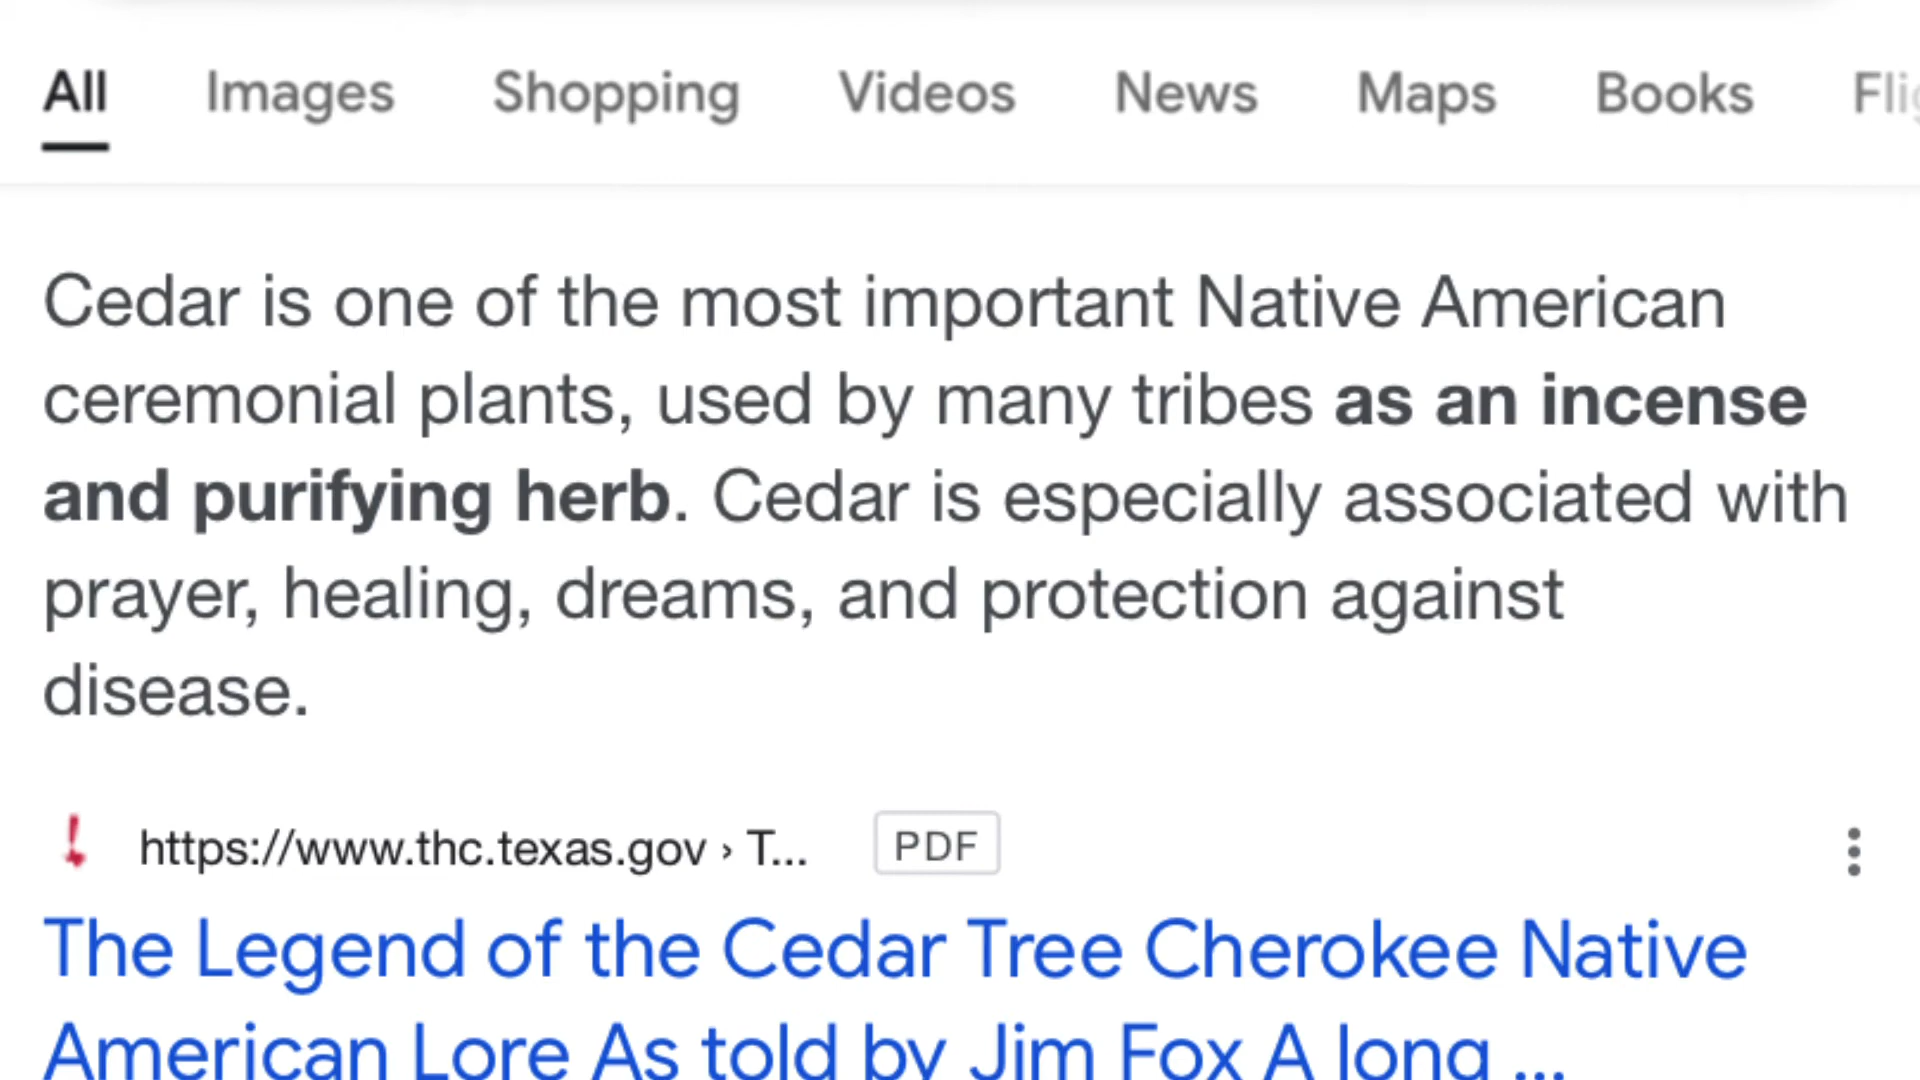 All Images Shopping Videos News Maps Books
Cedar is one of the most important Native American
ceremonial plants, used by many tribes as an incense
and purifying herb. Cedar is especially associated with
prayer, healing, dreams, and protection against
disease.
https://www.thc.texas.gov › T... PDF
The Legend of the Cedar Tree Cherokee Native
American Lore As told by Jim Fox A long ...